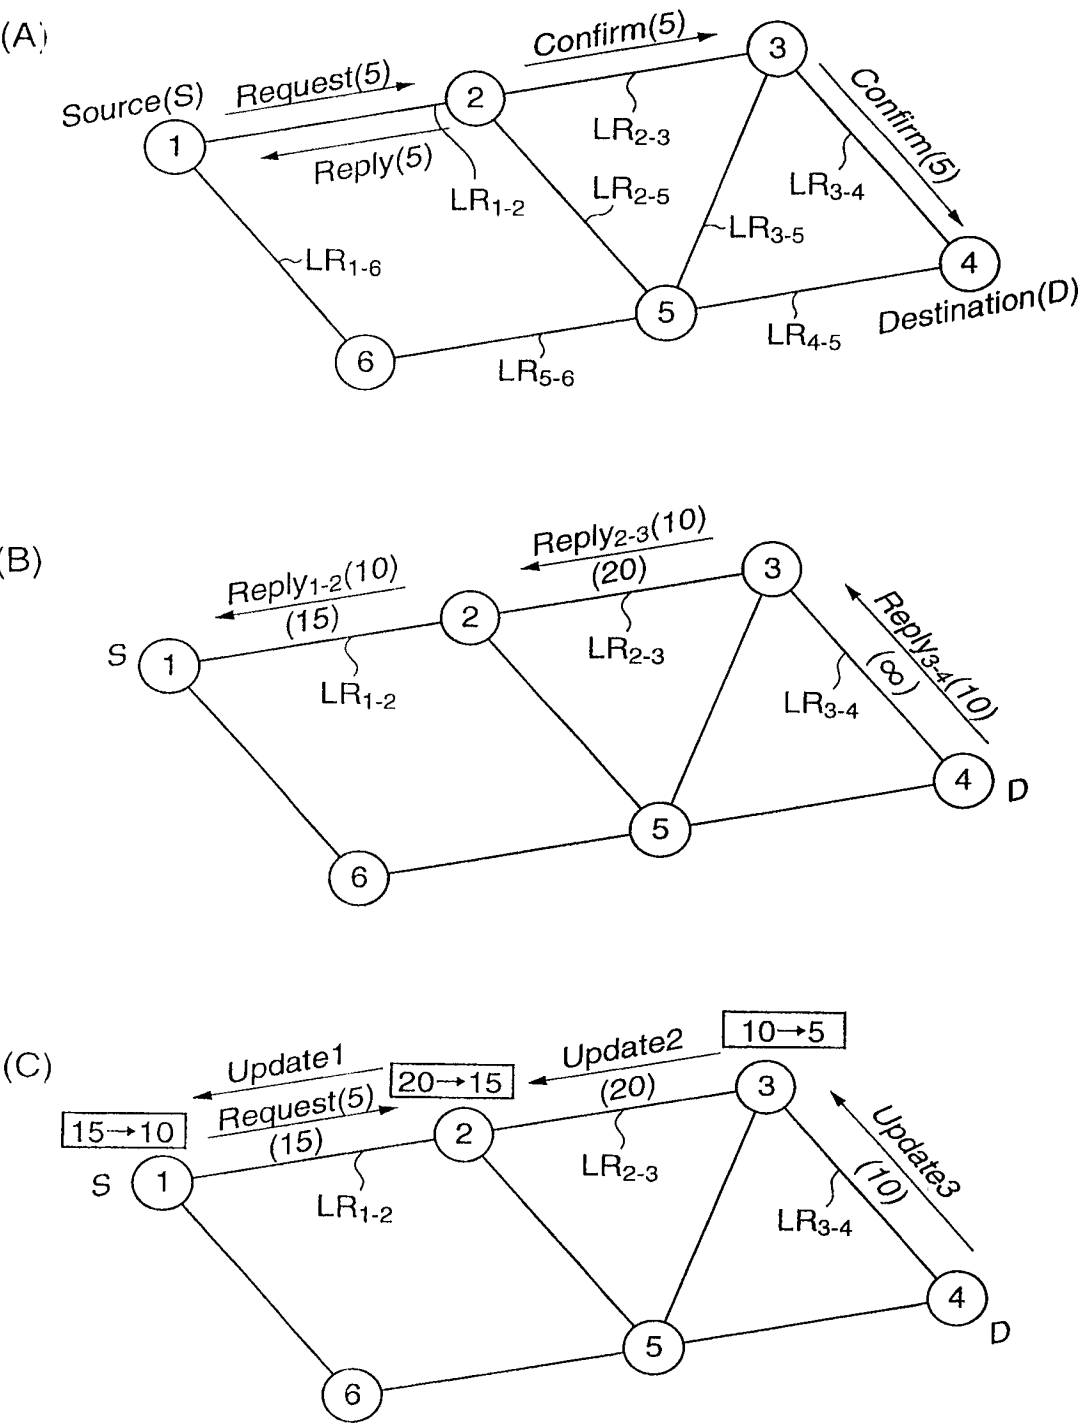 (A)
Source(S)
Request(5)
Reply(5)
Confirm(5)
Confirm(5)
1
2
3
4
5
6
LR1-2
LR2-3
LR2-5
LR3-4
LR3-5
LR1-6
LR4-5
LR5-6
Destination(D)
(B)
Reply1-2(10)
(15)
Reply2-3(10)
(20)
Reply3-4(10)
(∞)
S
1
2
3
4
D
5
6
LR1-2
LR2-3
LR3-4
(C)
Update1
Request(5)
(15)
15→10
20→15
Update2
(20)
10→5
Update3
(10)
S
1
2
3
4
D
5
6
LR1-2
LR2-3
LR3-4